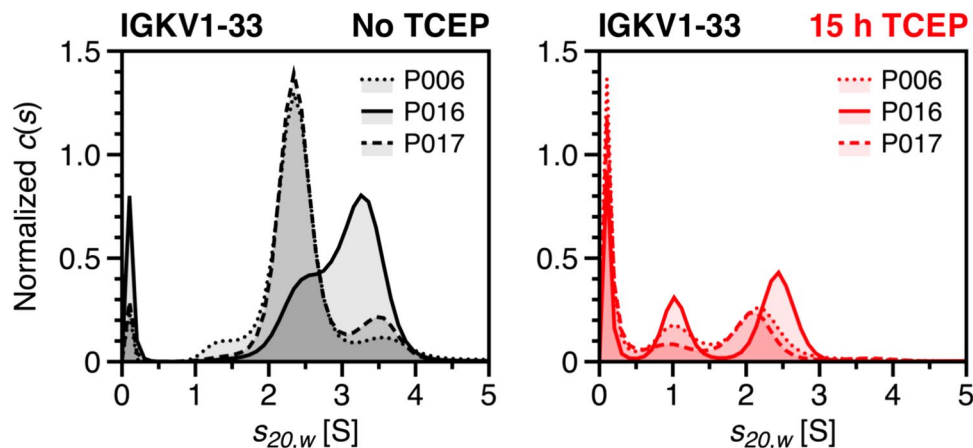 IGKV1-33 No TCEP
Normalized c(s)
1.5
1.0
0.5
0
P006
P016
P017
0 1 2 3 4 5
s20,w [S]
IGKV1-33 15 h TCEP
1.5
1.0
0.5
0
P006
P016
P017
0 1 2 3 4 5
s20,w [S]